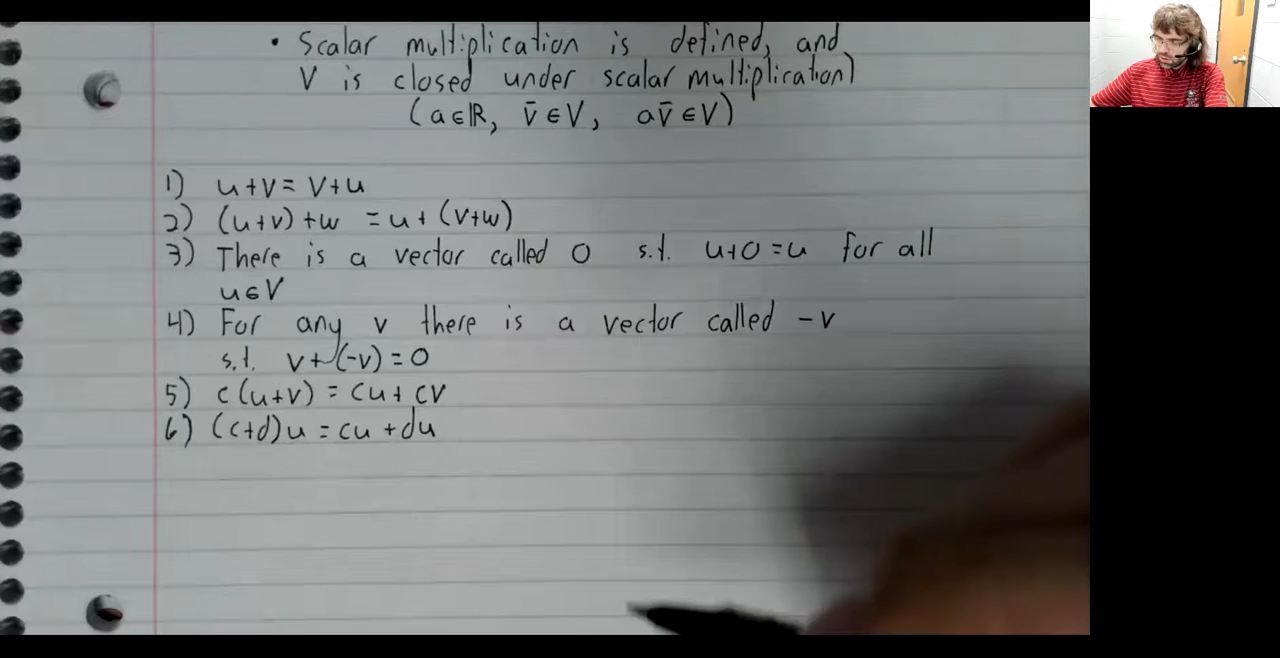 • Scalar multiplication is defined, and
V is closed under scalar multiplication)
(a∈ℝ, v̄∈V, av̄∈V)
1) u+v=v+u
2) (u+v)+w =u+(v+w)
3) There is a vector called 0 s.t. u+0=u for all
u∈V
4) For any v there is a vector called -v
s.t. v+(-v)=0
5) c(u+v)=cu+cv
6) (c+d)u=cu+du